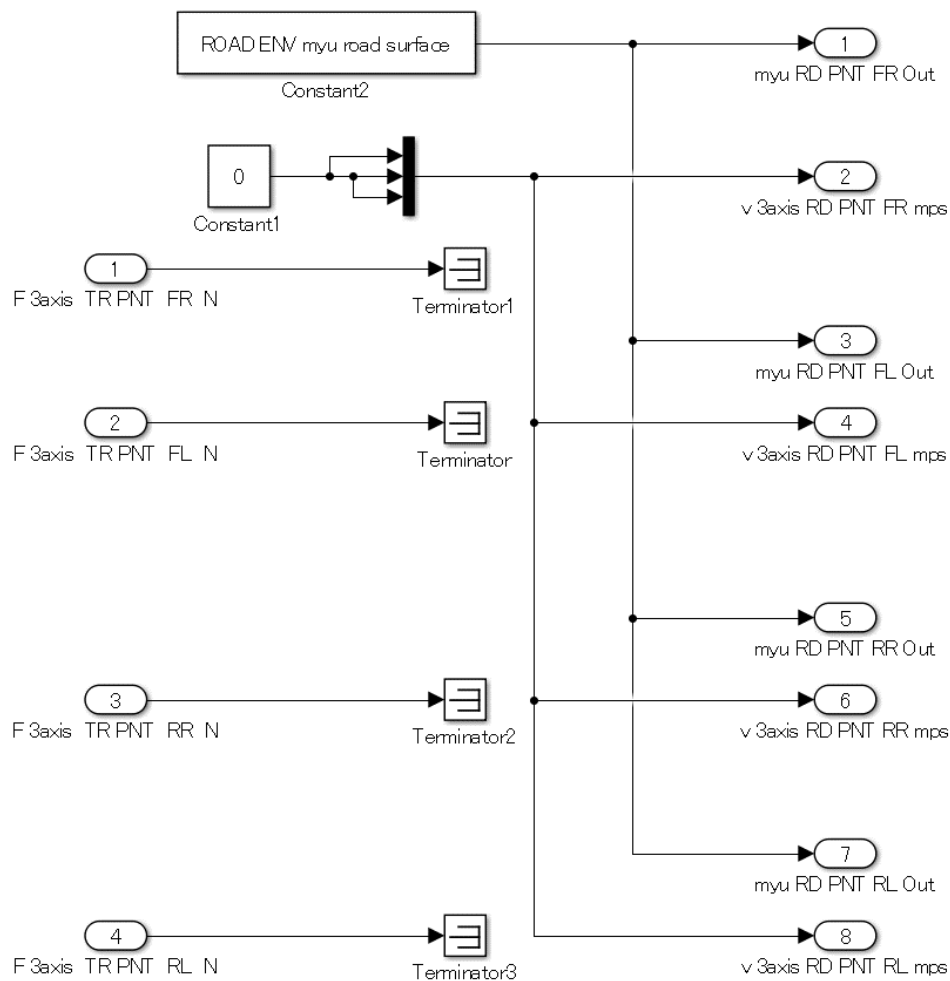 ROAD ENV myu road surface
Constant2
1
myu RD PNT FR Out
0
Constant1
2
v 3axis RD PNT FR mps
1
F 3axis TR PNT FR N
Terminator1
3
myu RD PNT FL Out
2
F 3axis TR PNT FL N
Terminator
4
v 3axis RD PNT FL mps
5
myu RD PNT RR Out
3
F 3axis TR PNT RR N
Terminator2
6
v 3axis RD PNT RR mps
7
myu RD PNT RL Out
4
F 3axis TR PNT RL N
Terminator3
8
v 3axis RD PNT RL mps